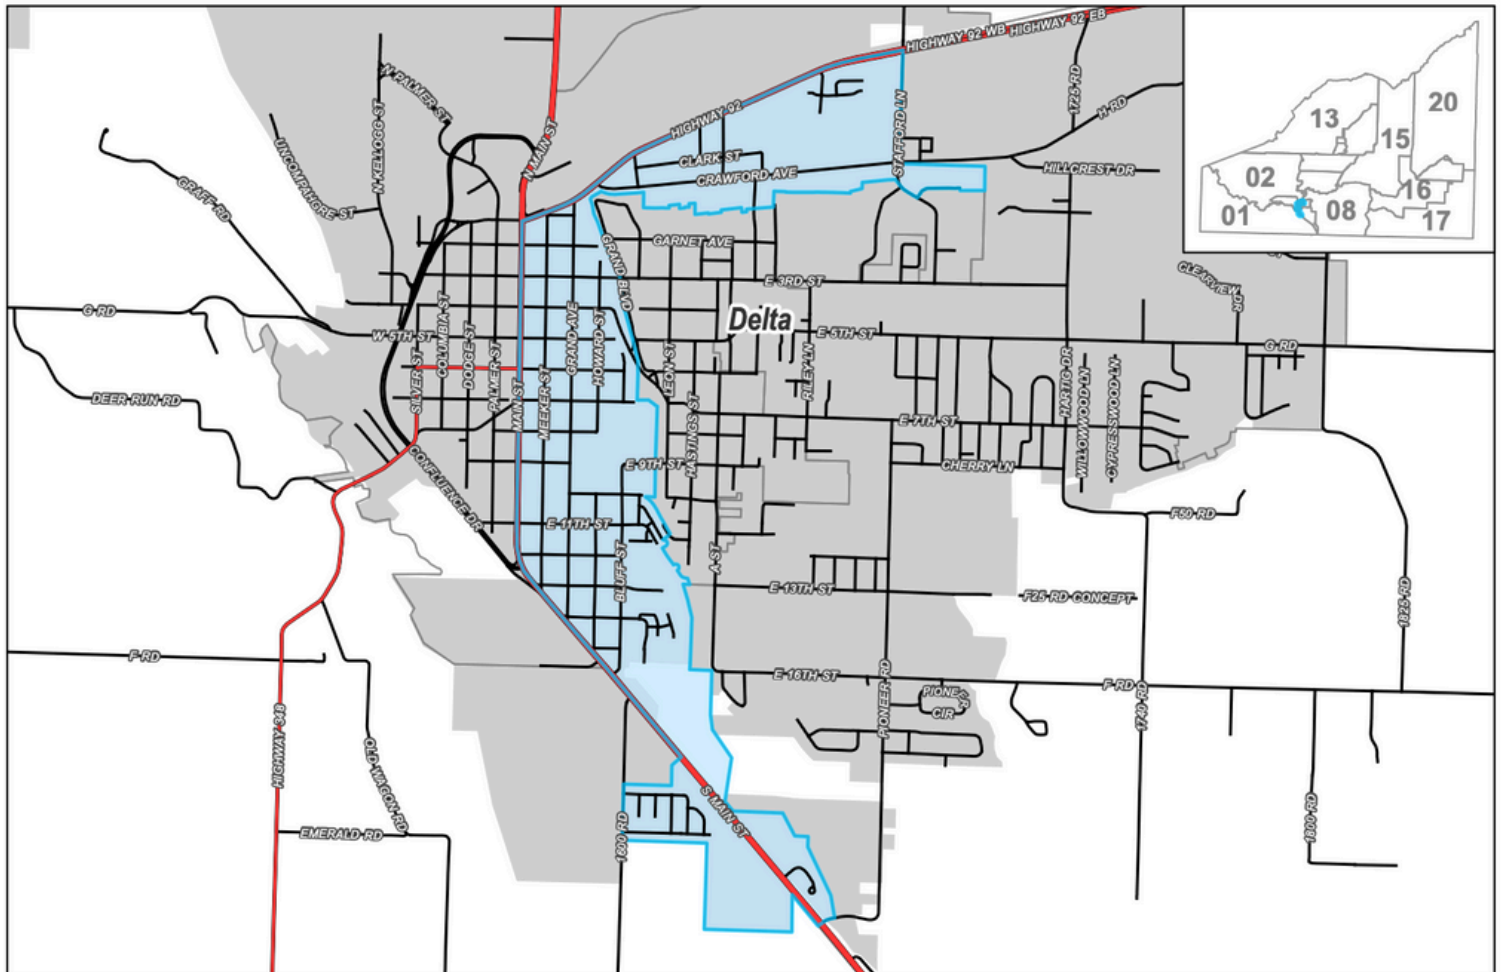 HIGHWAY 92 WB
HIGHWAY 92 EB
N PALMER ST
1725 RD
N KELLOGG ST
HIGHWAY 92
STAFFORD LN
H RD
N MAIN ST
UNCOMPAHGRE ST
CLARK ST
CRAWFORD AVE
HILLCREST DR
GRAFF RD
GARNET AVE
GRAND BLVD
E 3RD ST
CLEARVIEW DR
G RD
COLUMBIA ST
GRAND AVE
HOWARD ST
Delta
W 5TH ST
E 5TH ST
G RD
DODGE ST
PALMER ST
SILVER ST
MAIN ST
MEEKER ST
LEON ST
RILEY LN
HARTIG DR
WILLOWWOOD LN
CYPRESSWOOD LN
DEER RUN RD
HASTINGS ST
E 7TH ST
E 9TH ST
CHERRY LN
CONFLUENCE DR
E 11TH ST
F50 RD
BLUFF ST
A ST
E 13TH ST
F25 RD CONCEPT
1825 RD
F RD
E 16TH ST
PIONEER RD
F RD
1740 RD
CIR
HIGHWAY 348
OLD WAGON RD
S MAIN ST
EMERALD RD
1600 RD
1800 RD
13
20
15
02
16
01
08
17